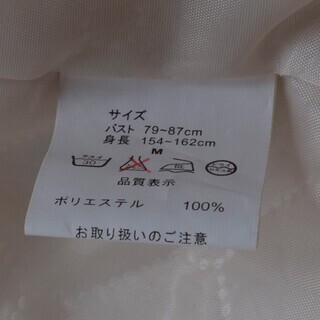 サイズ
バスト 79~87cm
身長 154~162cm
M
30
品質表示
ポリエステル 100%
お取り扱いのご注意